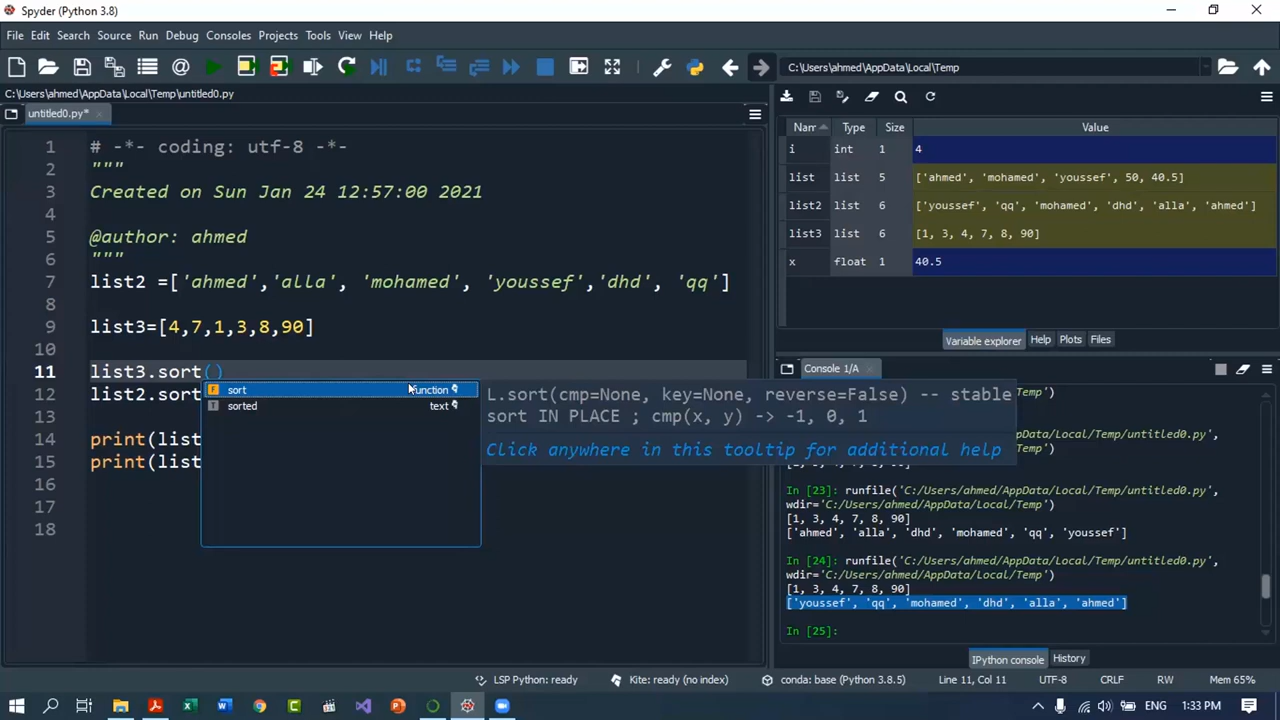 Spyder (Python 3.8)
File Edit Search Source Run Debug Consoles Projects Tools View Help
C:\Users\ahmed\AppData\Local\Temp
C:\Users\ahmed\AppData\Local\Temp\untitled0.py
untitled0.py*
1 # -*- coding: utf-8 -*-
2 """
3 Created on Sun Jan 24 12:57:00 2021
4
5 @author: ahmed
6 """
7 list2 =['ahmed','alla', 'mohamed', 'youssef','dhd', 'qq']
8
9 list3=[4,7,1,3,8,90]
10
11 list3.sort()
list2.sort
14 print(list
15 print(list
16
17
18
sort function
sorted text
L.sort(cmp=None, key=None, reverse=False) -- stable
sort IN PLACE ; cmp(x, y) -> -1, 0, 1
Click anywhere in this tooltip for additional help
Type Size Value
i int 1 4
list list 5 ['ahmed', 'mohamed', 'youssef', 50, 40.5]
list2 list 6 ['youssef', 'qq', 'mohamed', 'dhd', 'alla', 'ahmed']
list3 list 6 [1, 3, 4, 7, 8, 90]
x float 1 40.5
Variable explorer Help Plots Files
Console 1/A
In [23]: runfile('C:/Users/ahmed/AppData/Local/Temp/untitled0.py',
wdir='C:/Users/ahmed/AppData/Local/Temp')
[1, 3, 4, 7, 8, 90]
['ahmed', 'alla', 'dhd', 'mohamed', 'qq', 'youssef']
In [24]: runfile('C:/Users/ahmed/AppData/Local/Temp/untitled0.py',
wdir='C:/Users/ahmed/AppData/Local/Temp')
[1, 3, 4, 7, 8, 90]
['youssef', 'qq', 'mohamed', 'dhd', 'alla', 'ahmed']
In [25]:
IPython console History
LSP Python: ready Kite: ready (no index) conda: base (Python 3.8.5) Line 11, Col 11 UTF-8 CRLF RW Mem 65%
ENG 1:33 PM